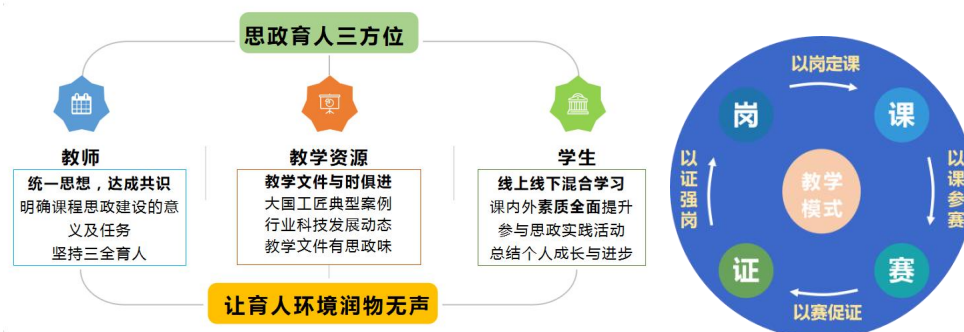 思政育人三方位
教师
统一思想，达成共识
明确课程思政建设的意
义及任务
坚持三全育人
教学资源
教学文件与时俱进
大国工匠典型案例
行业科技发展动态
教学文件有思政味
学生
线上线下混合学习
课内外素质全面提升
参与思政实践活动
总结个人成长与进步
让育人环境润物无声
以岗定课
岗
课
以证强岗
教学
模式
以课参赛
证
赛
以赛促证